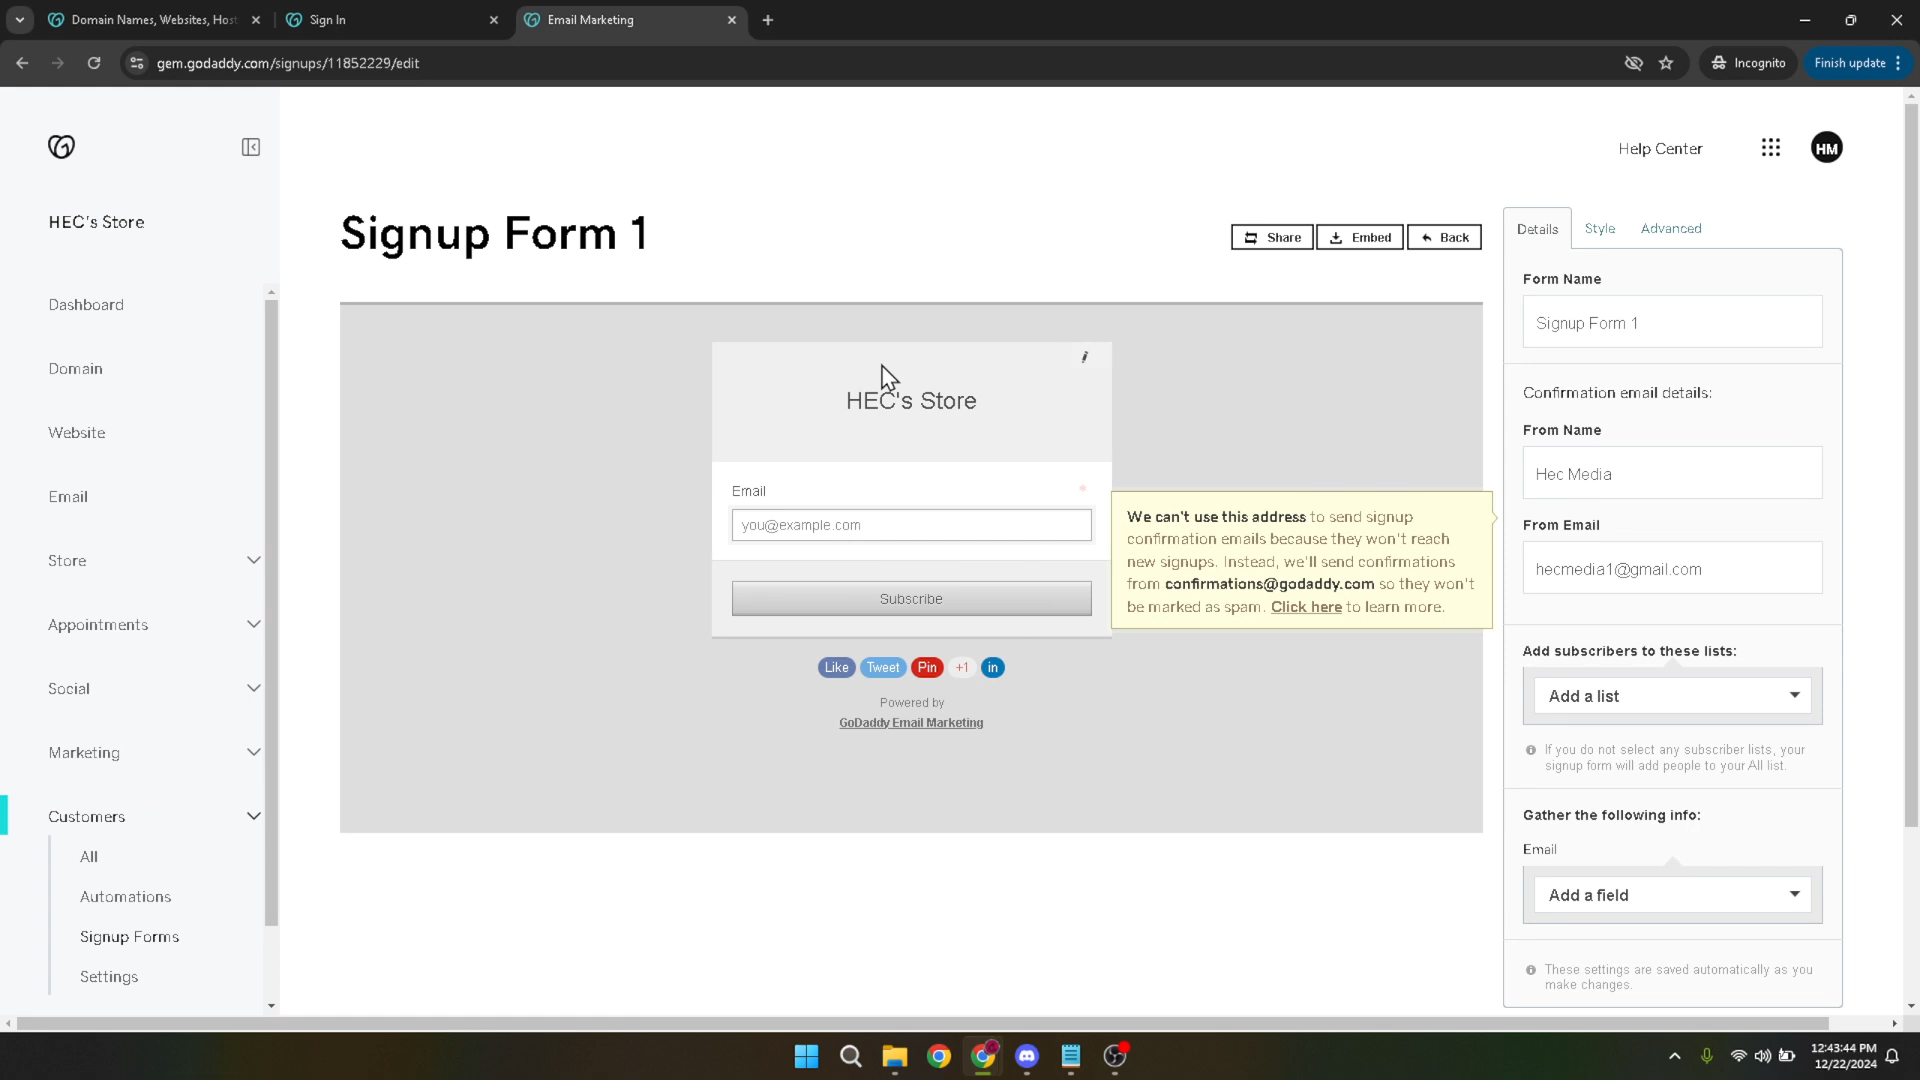 Domain Names, Websites, Host
Sign In
Email Marketing
gem.godaddy.com/signups/11852229/edit
Incognito
Finish update
Help Center
HM
HEC's Store
Dashboard
Domain
Website
Email
Store
Appointments
Social
Marketing
Customers
All
Automations
Signup Forms
Settings
Signup Form 1
Share
Embed
Back
HEC's Store
Email *
you@example.com
Subscribe
Like
Tweet
Pin
+1
in
Powered by
GoDaddy Email Marketing
We can't use this address to send signup
confirmation emails because they won't reach
new signups. Instead, we'll send confirmations
from confirmations@godaddy.com so they won't
be marked as spam. Click here to learn more.
Details
Style
Advanced
Form Name
Signup Form 1
Confirmation email details:
From Name
Hec Media
From Email
hecmedia1@gmail.com
Add subscribers to these lists:
Add a list
If you do not select any subscriber lists, your
signup form will add people to your All list.
Gather the following info:
Email
Add a field
These settings are saved automatically as you
make changes.
12:43:44 PM
12/22/2024